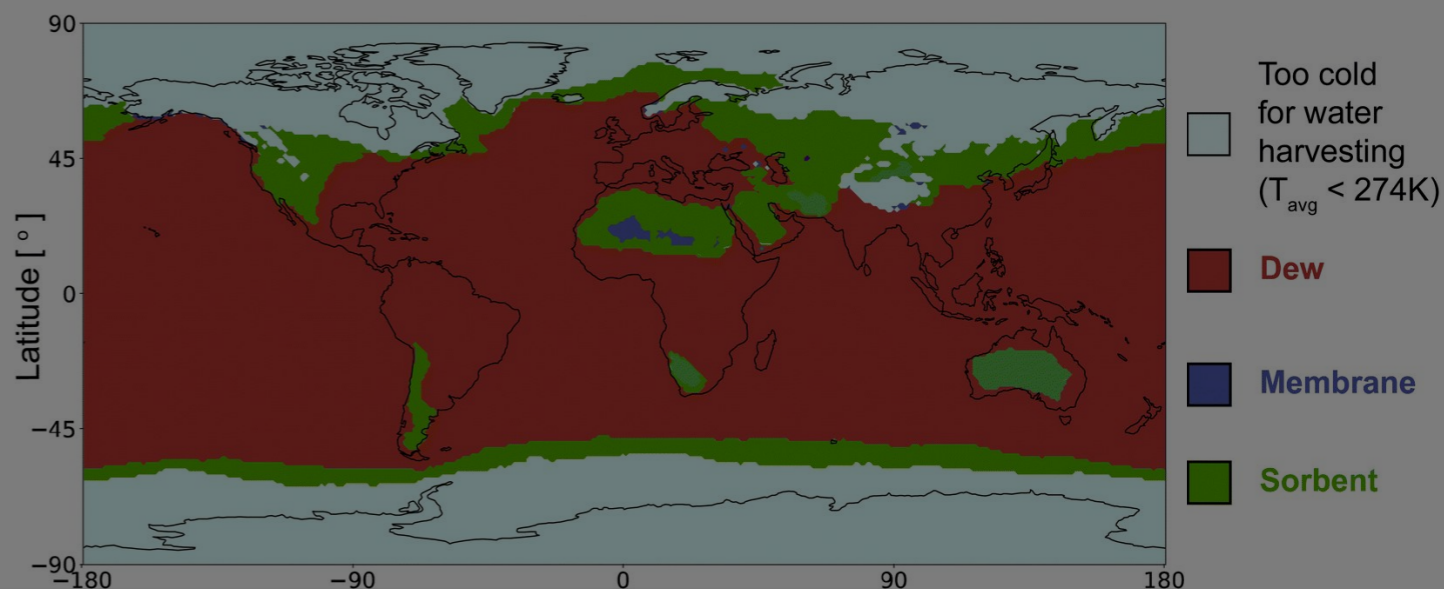 90
45
0
−45
−90
Latitude [ ° ]
−180
−90
0
90
180
Too cold
for water
harvesting
(Tavg < 274K)
Dew
Membrane
Sorbent